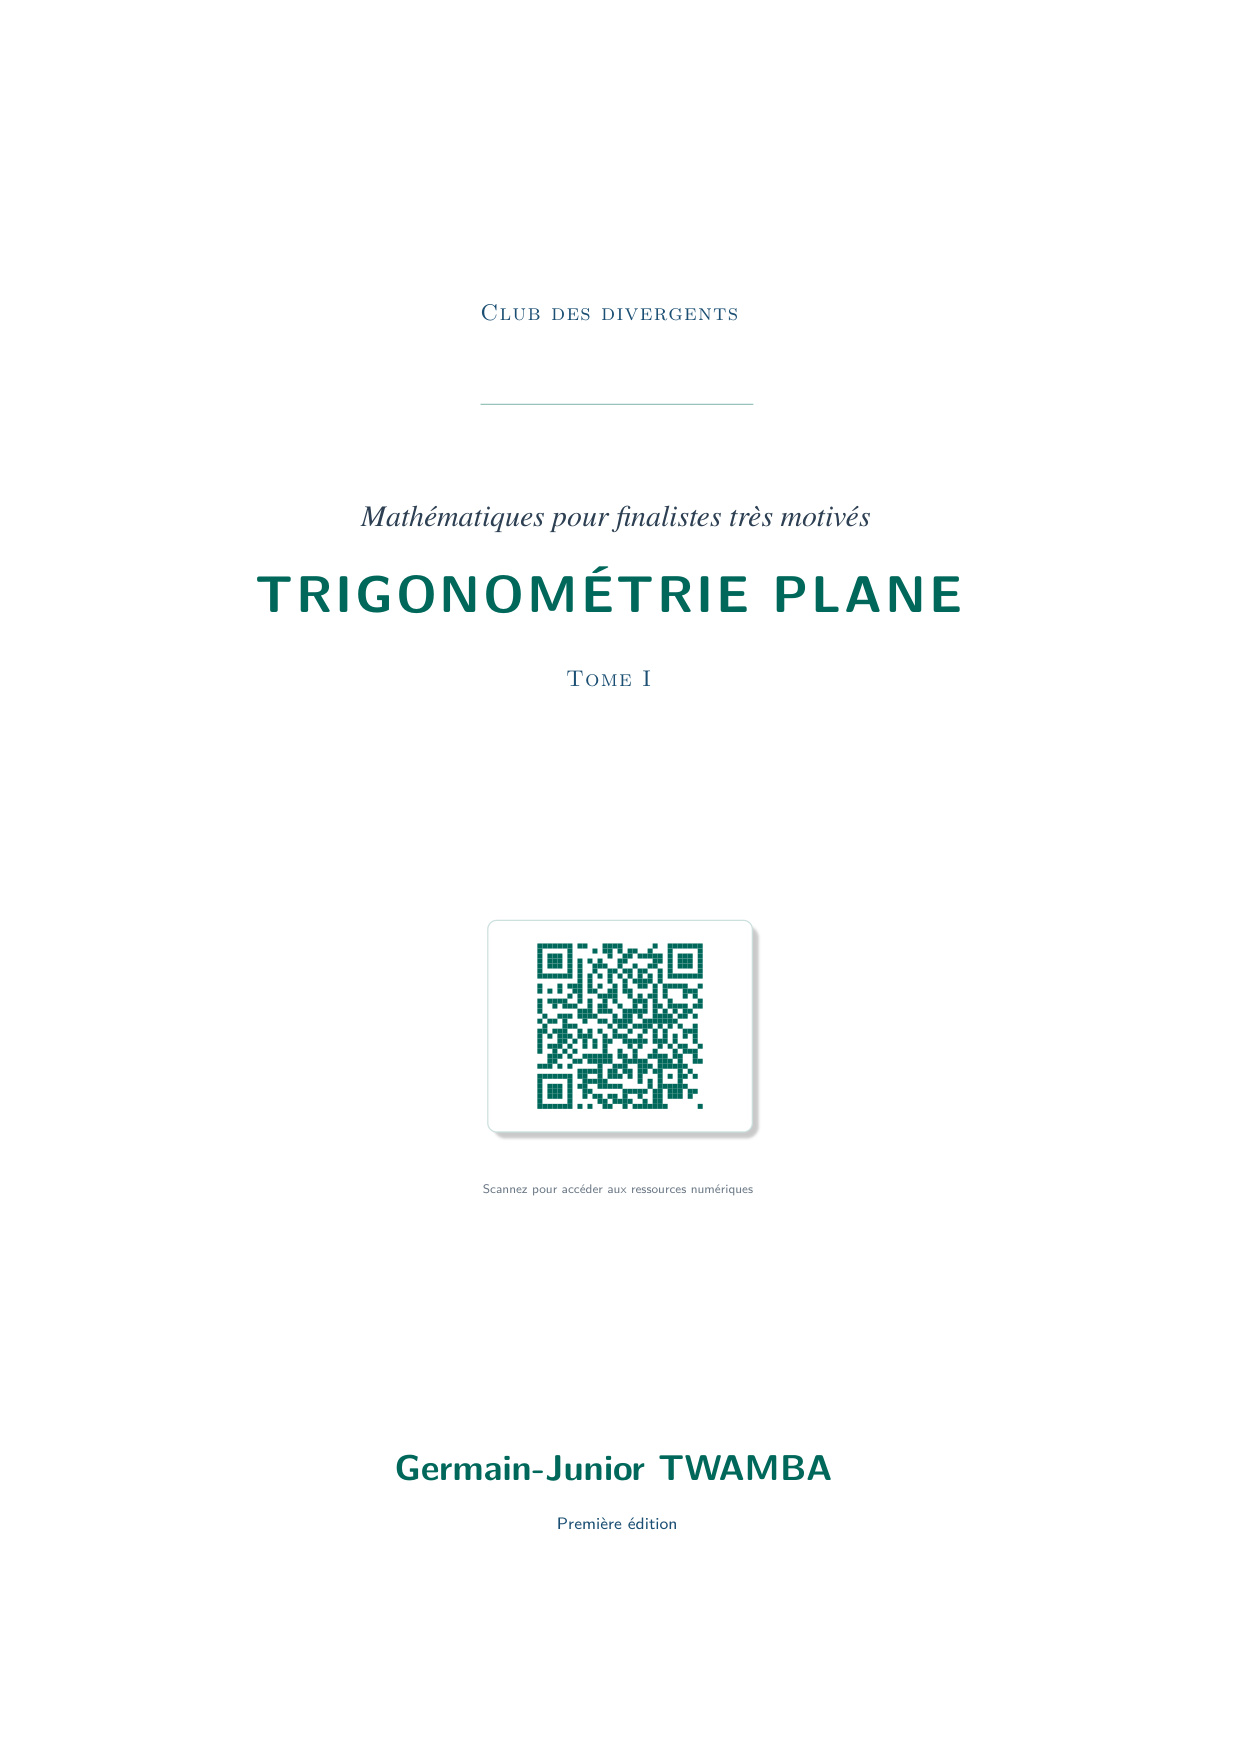 Club des divergents
Mathématiques pour finalistes très motivés
TRIGONOMÉTRIE PLANE
Tome I
Scannez pour accéder aux ressources numériques
Germain-Junior TWAMBA
Première édition